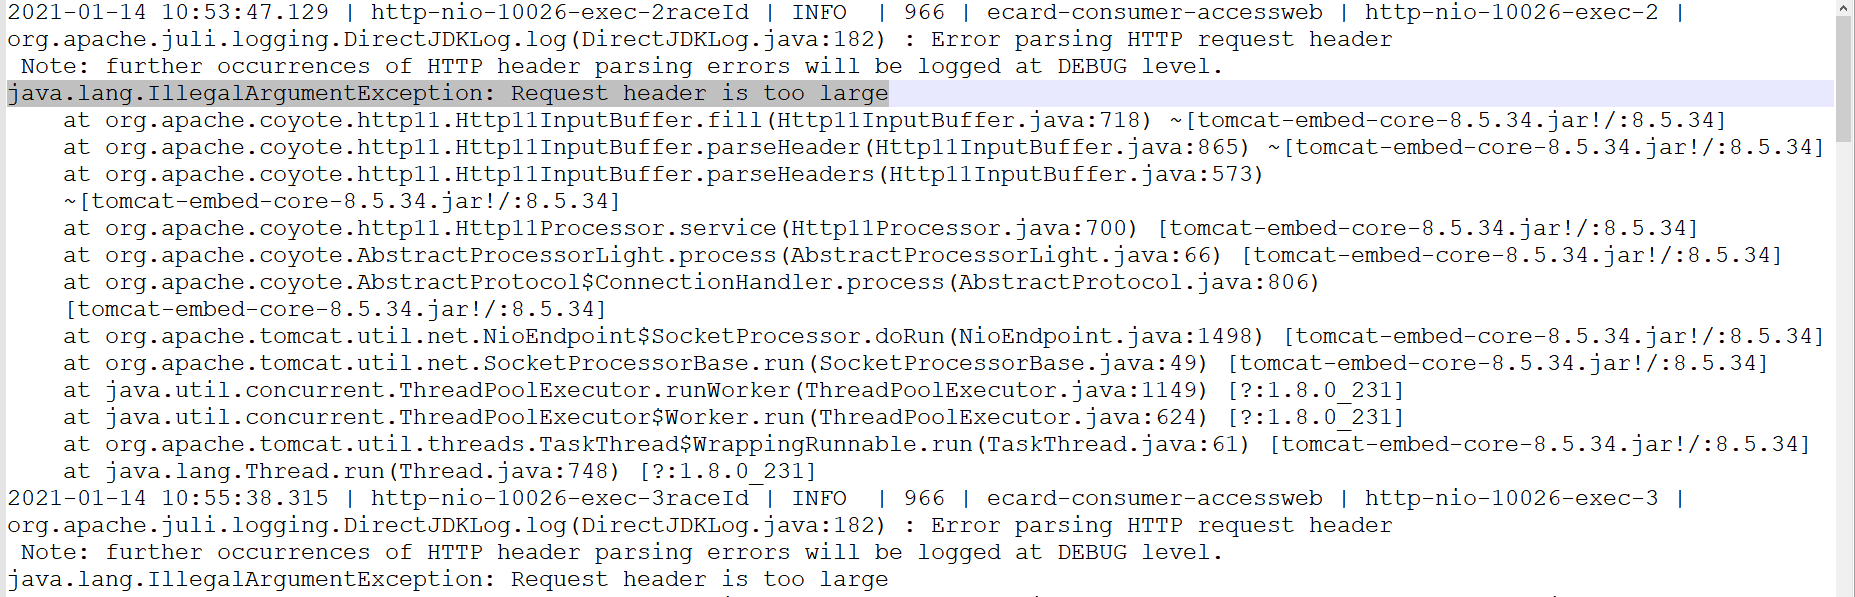 2021-01-14 10:53:47.129 | http-nio-10026-exec-2raceId | INFO  | 966 | ecard-consumer-accessweb | http-nio-10026-exec-2 |
org.apache.juli.logging.DirectJDKLog.log(DirectJDKLog.java:182) : Error parsing HTTP request header
 Note: further occurrences of HTTP header parsing errors will be logged at DEBUG level.
java.lang.IllegalArgumentException: Request header is too large
    at org.apache.coyote.http11.Http11InputBuffer.fill(Http11InputBuffer.java:718) ~[tomcat-embed-core-8.5.34.jar!/:8.5.34]
    at org.apache.coyote.http11.Http11InputBuffer.parseHeader(Http11InputBuffer.java:865) ~[tomcat-embed-core-8.5.34.jar!/:8.5.34]
    at org.apache.coyote.http11.Http11InputBuffer.parseHeaders(Http11InputBuffer.java:573)
    ~[tomcat-embed-core-8.5.34.jar!/:8.5.34]
    at org.apache.coyote.http11.Http11Processor.service(Http11Processor.java:700) [tomcat-embed-core-8.5.34.jar!/:8.5.34]
    at org.apache.coyote.AbstractProcessorLight.process(AbstractProcessorLight.java:66) [tomcat-embed-core-8.5.34.jar!/:8.5.34]
    at org.apache.coyote.AbstractProtocol$ConnectionHandler.process(AbstractProtocol.java:806)
    [tomcat-embed-core-8.5.34.jar!/:8.5.34]
    at org.apache.tomcat.util.net.NioEndpoint$SocketProcessor.doRun(NioEndpoint.java:1498) [tomcat-embed-core-8.5.34.jar!/:8.5.34]
    at org.apache.tomcat.util.net.SocketProcessorBase.run(SocketProcessorBase.java:49) [tomcat-embed-core-8.5.34.jar!/:8.5.34]
    at java.util.concurrent.ThreadPoolExecutor.runWorker(ThreadPoolExecutor.java:1149) [?:1.8.0_231]
    at java.util.concurrent.ThreadPoolExecutor$Worker.run(ThreadPoolExecutor.java:624) [?:1.8.0_231]
    at org.apache.tomcat.util.threads.TaskThread$WrappingRunnable.run(TaskThread.java:61) [tomcat-embed-core-8.5.34.jar!/:8.5.34]
    at java.lang.Thread.run(Thread.java:748) [?:1.8.0_231]
2021-01-14 10:55:38.315 | http-nio-10026-exec-3raceId | INFO  | 966 | ecard-consumer-accessweb | http-nio-10026-exec-3 |
org.apache.juli.logging.DirectJDKLog.log(DirectJDKLog.java:182) : Error parsing HTTP request header
 Note: further occurrences of HTTP header parsing errors will be logged at DEBUG level.
java.lang.IllegalArgumentException: Request header is too large